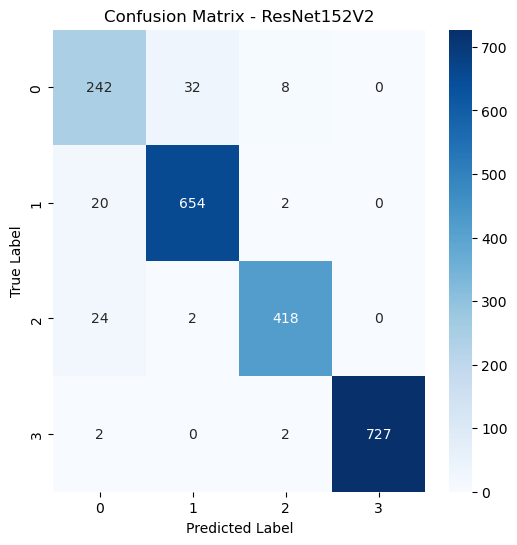 Confusion Matrix - ResNet152V2
True Label
0 242 32 8 0
1 20 654 2 0
2 24 2 418 0
3 2 0 2 727
0 1 2 3
Predicted Label
700
600
500
400
300
200
100
0